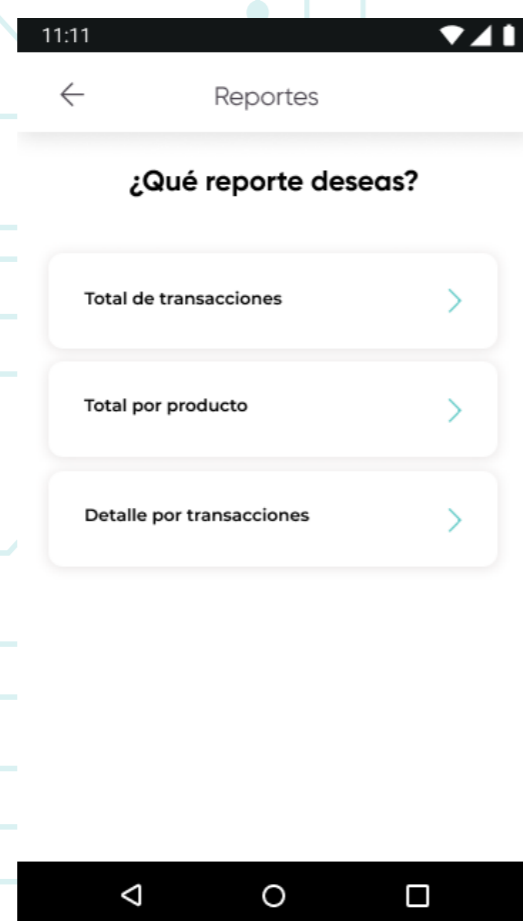 11:11
Reportes
¿Qué reporte deseas?
Total de transacciones
Total por producto
Detalle por transacciones